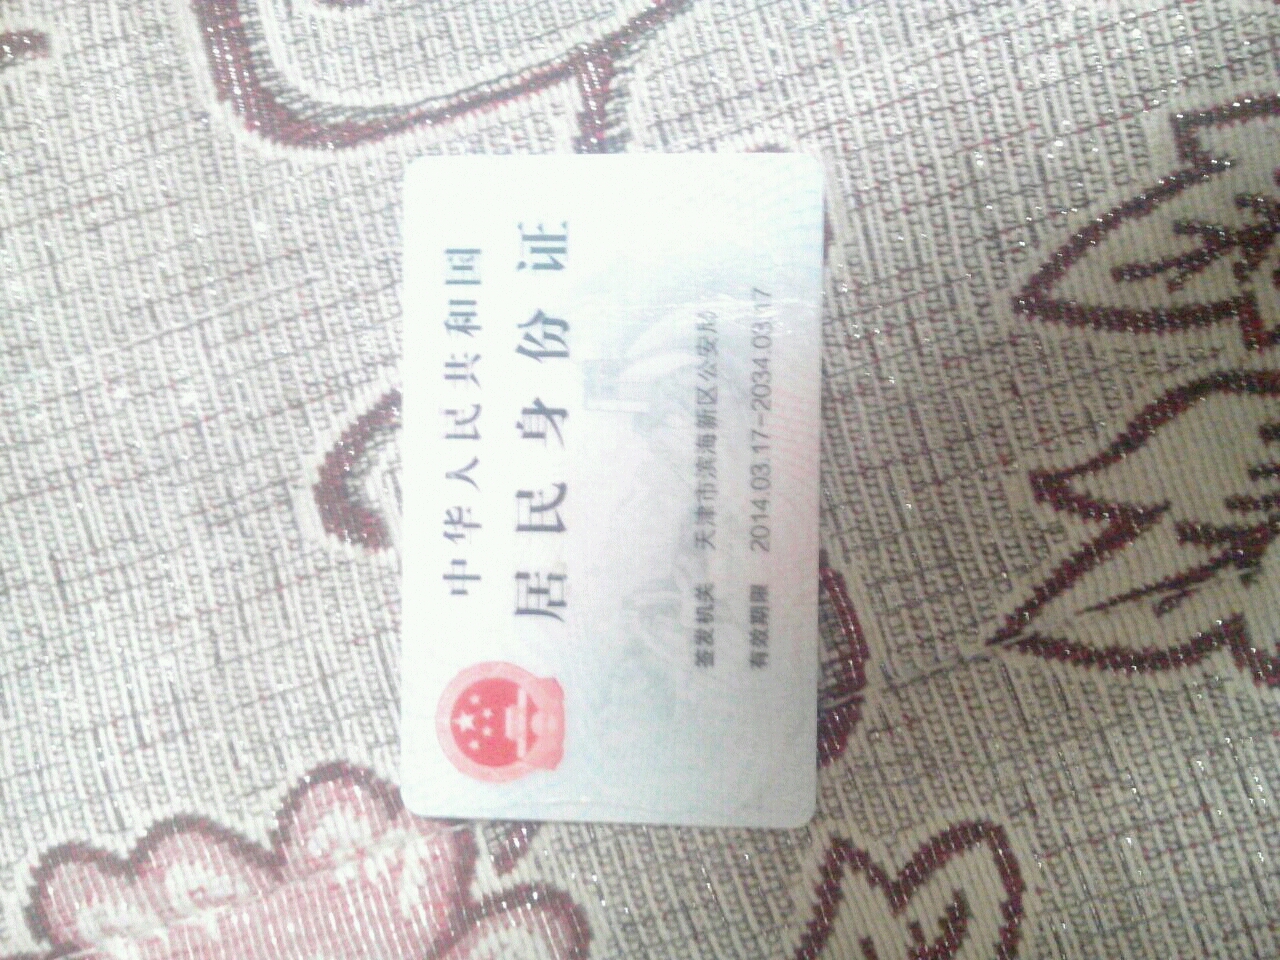 中华人民共和国
居民身份证
签发机关 天津市滨海新区公安局
有效期限 2014.03.17-2034.03.17